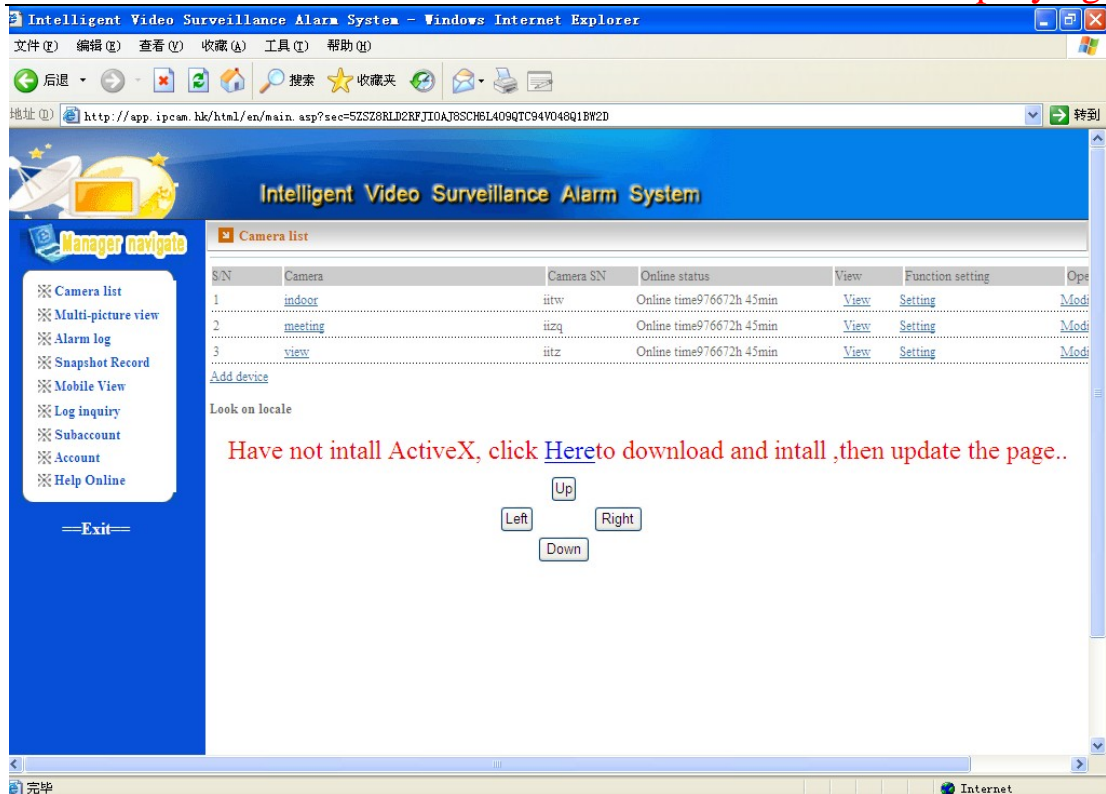 Intelligent Video Surveillance Alarm System - Windows Internet Explorer
文件(F) 编辑(E) 查看(V) 收藏(A) 工具(T) 帮助(H)
后退 搜索 收藏夹
地址(D) http://app.ipcam.hk/html/en/main.asp?sec=5ZSZ8RLD2RFJIOAJ8SCH6L4O9QTC94V048Q1BW2D 转到
Intelligent Video Surveillance Alarm System
Manager navigate
Camera list
Multi-picture view
Alarm log
Snapshot Record
Mobile View
Log inquiry
Subaccount
Account
Help Online
==Exit==
Camera list
S/N Camera Camera SN Online status View Function setting Ope
1 indoor iitw Online time976672h 45min View Setting Modi
2 meeting iizq Online time976672h 45min View Setting Modi
3 view iitz Online time976672h 45min View Setting Modi
Add device
Look on locale
Have not intall ActiveX, click Hereto download and intall ,then update the page..
Up
Left Right
Down
完毕 Internet